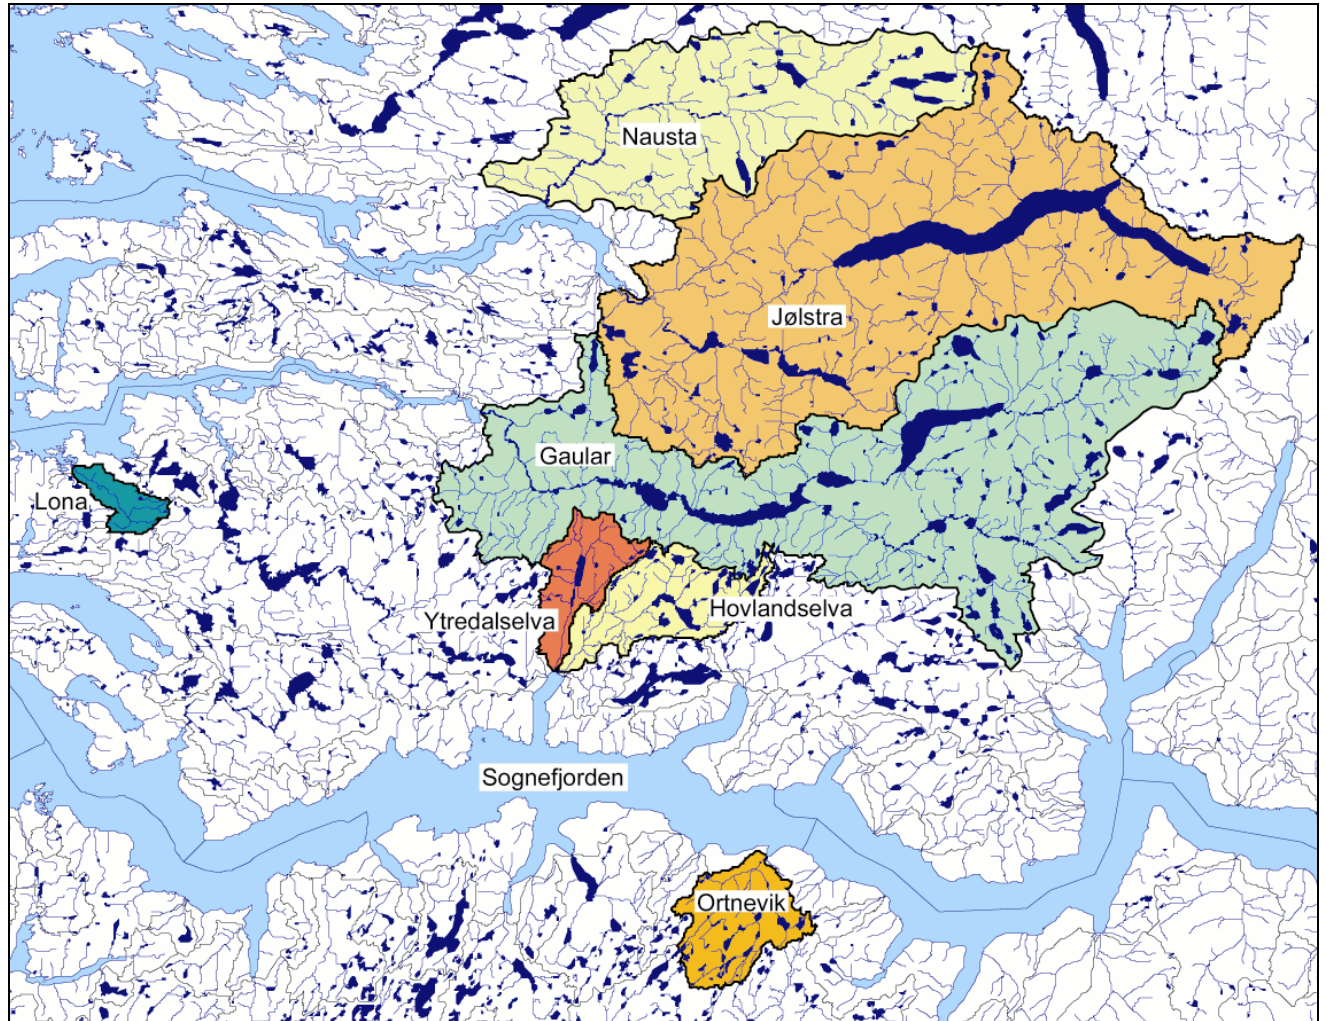 Nausta
Jølstra
Gaular
Lona
Hovlandselva
Ytredalselva
Sognefjorden
Ortnevik